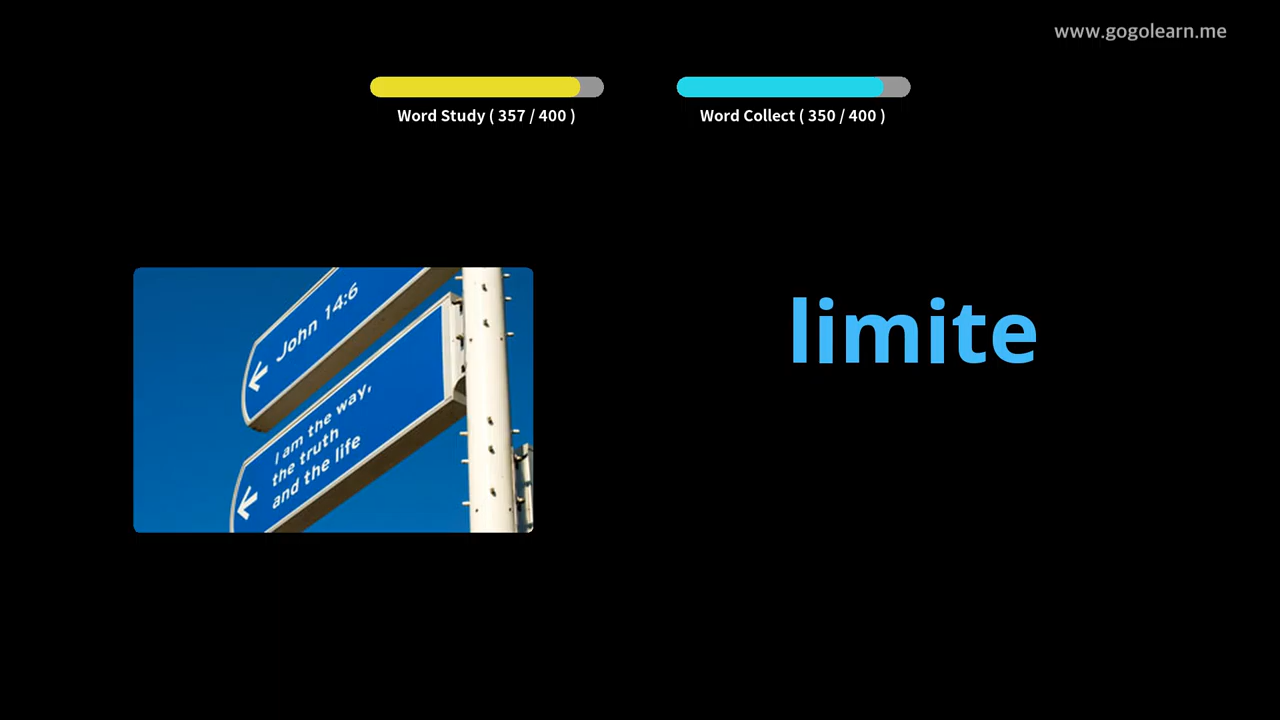 www.gogolearn.me
Word Study ( 357 / 400 )
Word Collect ( 350 / 400 )
John 14:6
I am the way,
the truth
and the life
limite